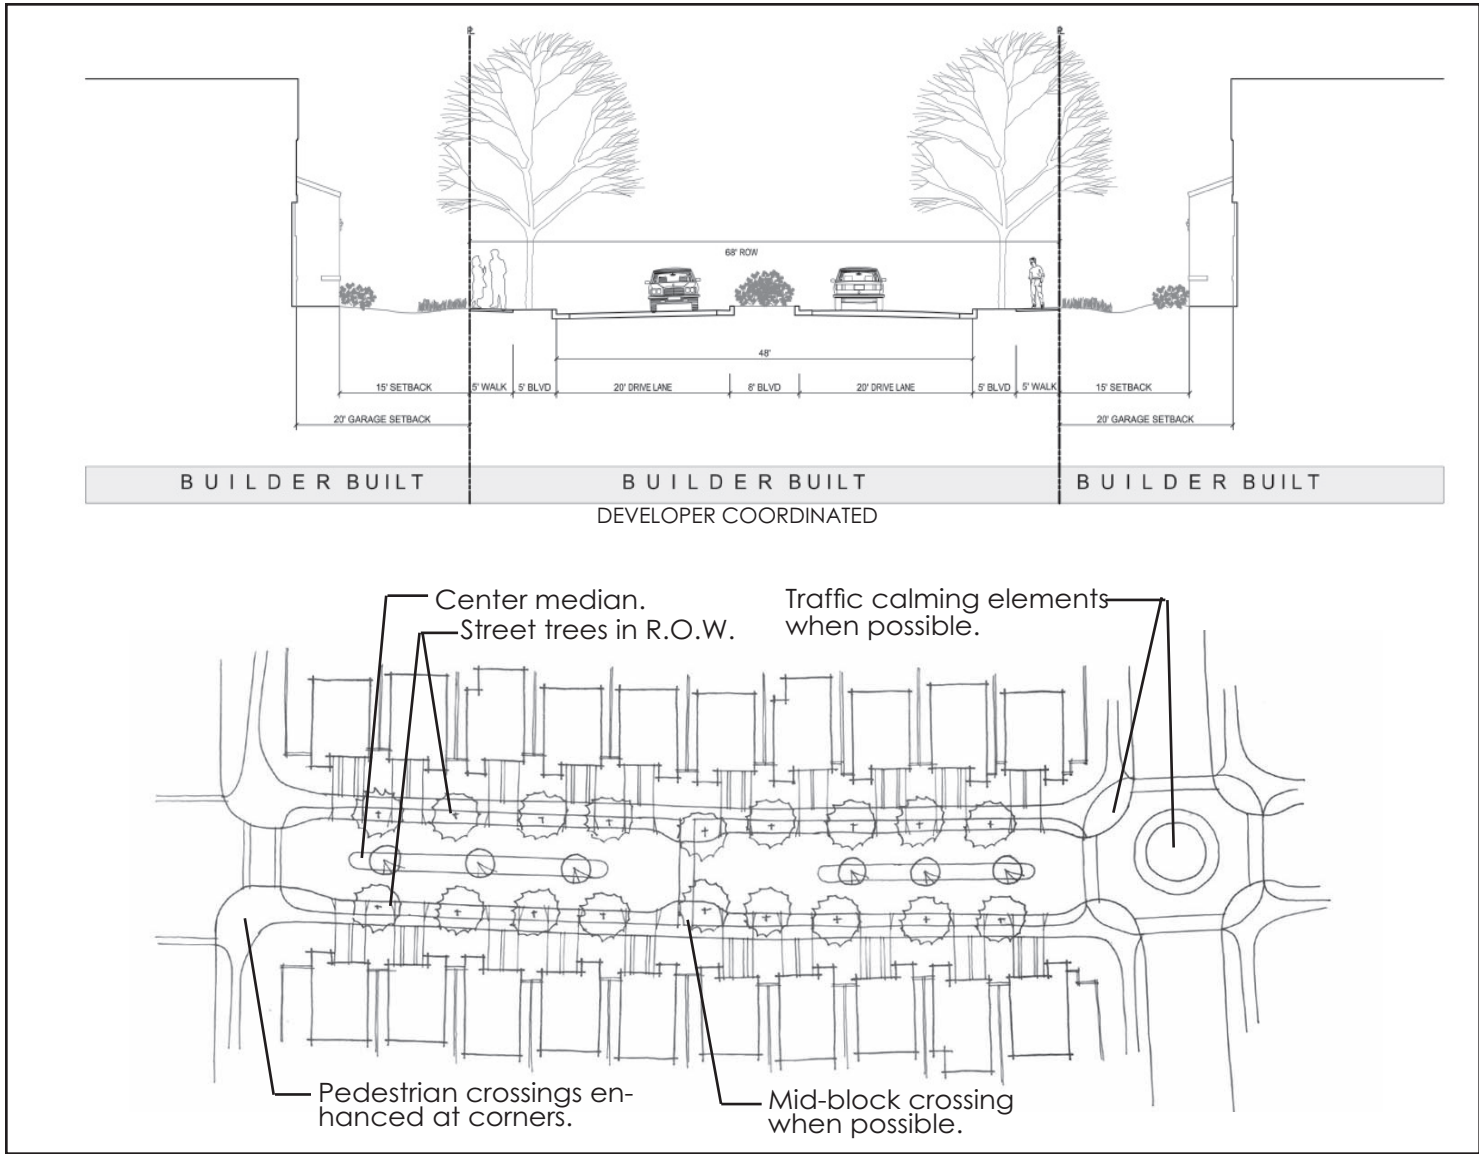 PL
PL
68' ROW
48'
15' SETBACK
5' WALK
5' BLVD
20' DRIVE LANE
8' BLVD
20' DRIVE LANE
5' BLVD
5' WALK
15' SETBACK
20' GARAGE SETBACK
20' GARAGE SETBACK
BUILDER BUILT
BUILDER BUILT
BUILDER BUILT
DEVELOPER COORDINATED
Center median.
Street trees in R.O.W.
Traffic calming elements
when possible.
Pedestrian crossings en-
hanced at corners.
Mid-block crossing
when possible.